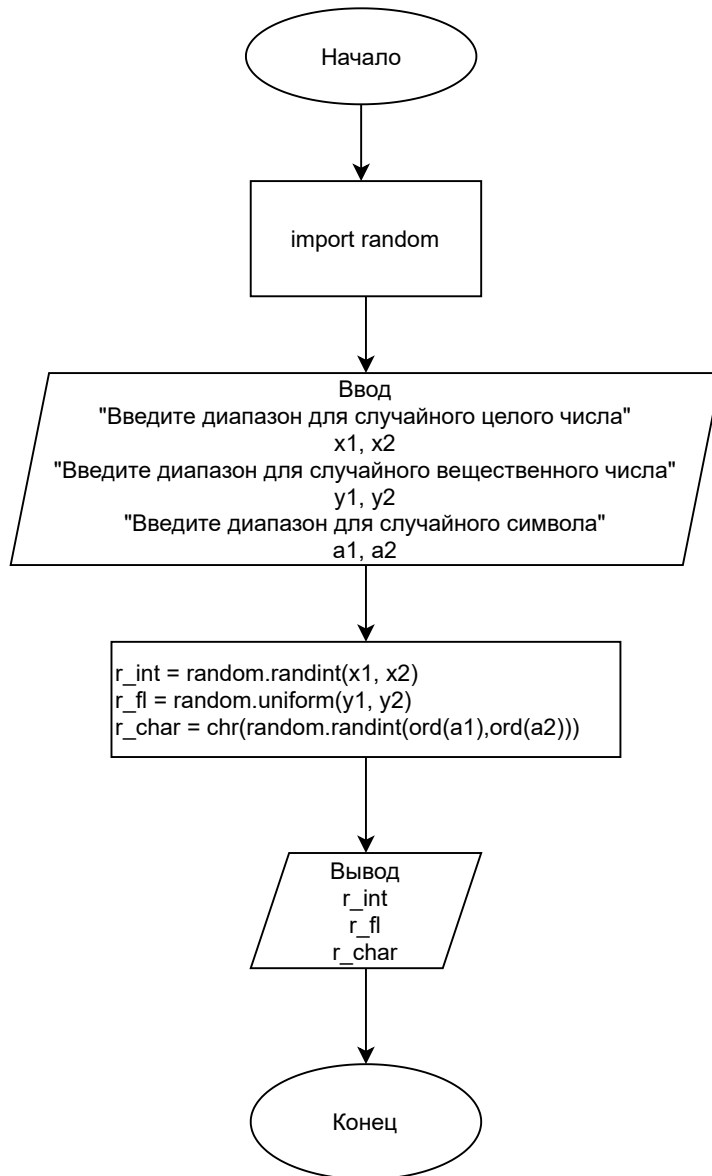 Начало
import random
Ввод
"Введите диапазон для случайного целого числа"
x1, x2
"Введите диапазон для случайного вещественного числа"
y1, y2
"Введите диапазон для случайного символа"
a1, a2
r_int = random.randint(x1, x2)
r_fl = random.uniform(y1, y2)
r_char = chr(random.randint(ord(a1),ord(a2)))
Вывод
r_int
r_fl
r_char
Конец